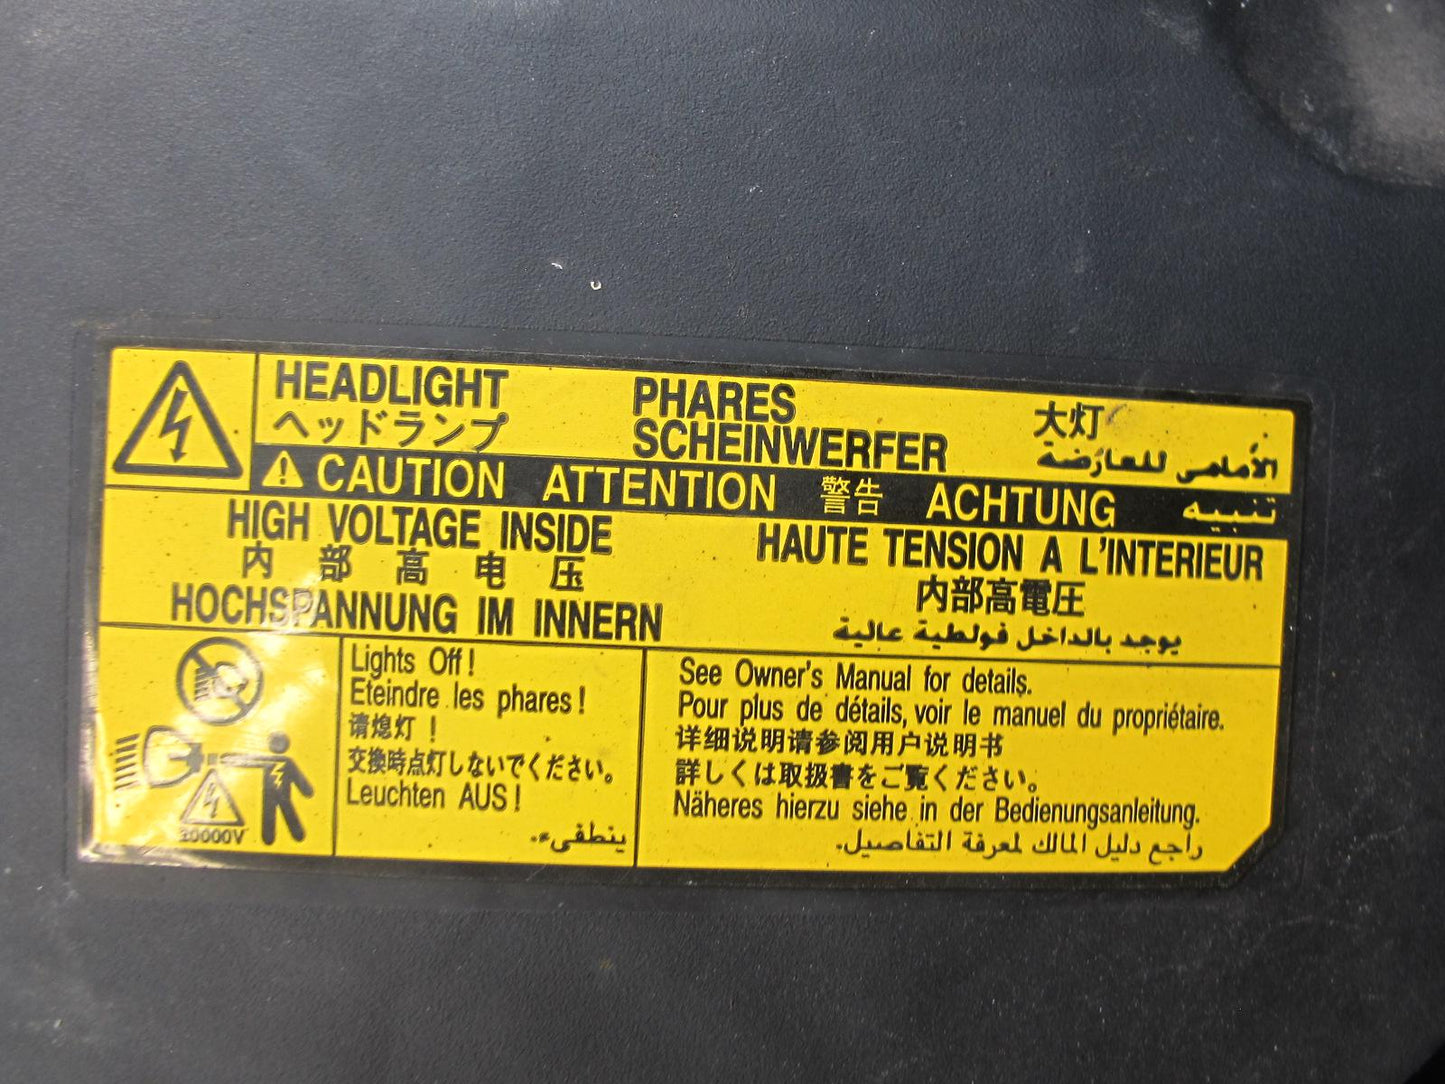 HEADLIGHT
ヘッドランプ
PHARES
SCHEINWERFER
大灯
الأمامي للعارضة
CAUTION ATTENTION 警告 ACHTUNG تنبيه
HIGH VOLTAGE INSIDE
内部高电压
HOCHSPANNUNG IM INNERN
HAUTE TENSION A L'INTERIEUR
内部高電圧
يوجد بالداخل فولطية عالية
20000V
Lights Off!
Eteindre les phares!
请熄灯!
交換時点灯しないでください。
Leuchten AUS!
ينطفىء.
See Owner's Manual for details.
Pour plus de détails, voir le manuel du propriétaire.
详细说明请参阅用户说明书
詳しくは取扱書をご覧ください。
Näheres hierzu siehe in der Bedienungsanleitung.
راجع دليل المالك لمعرفة التفاصيل.